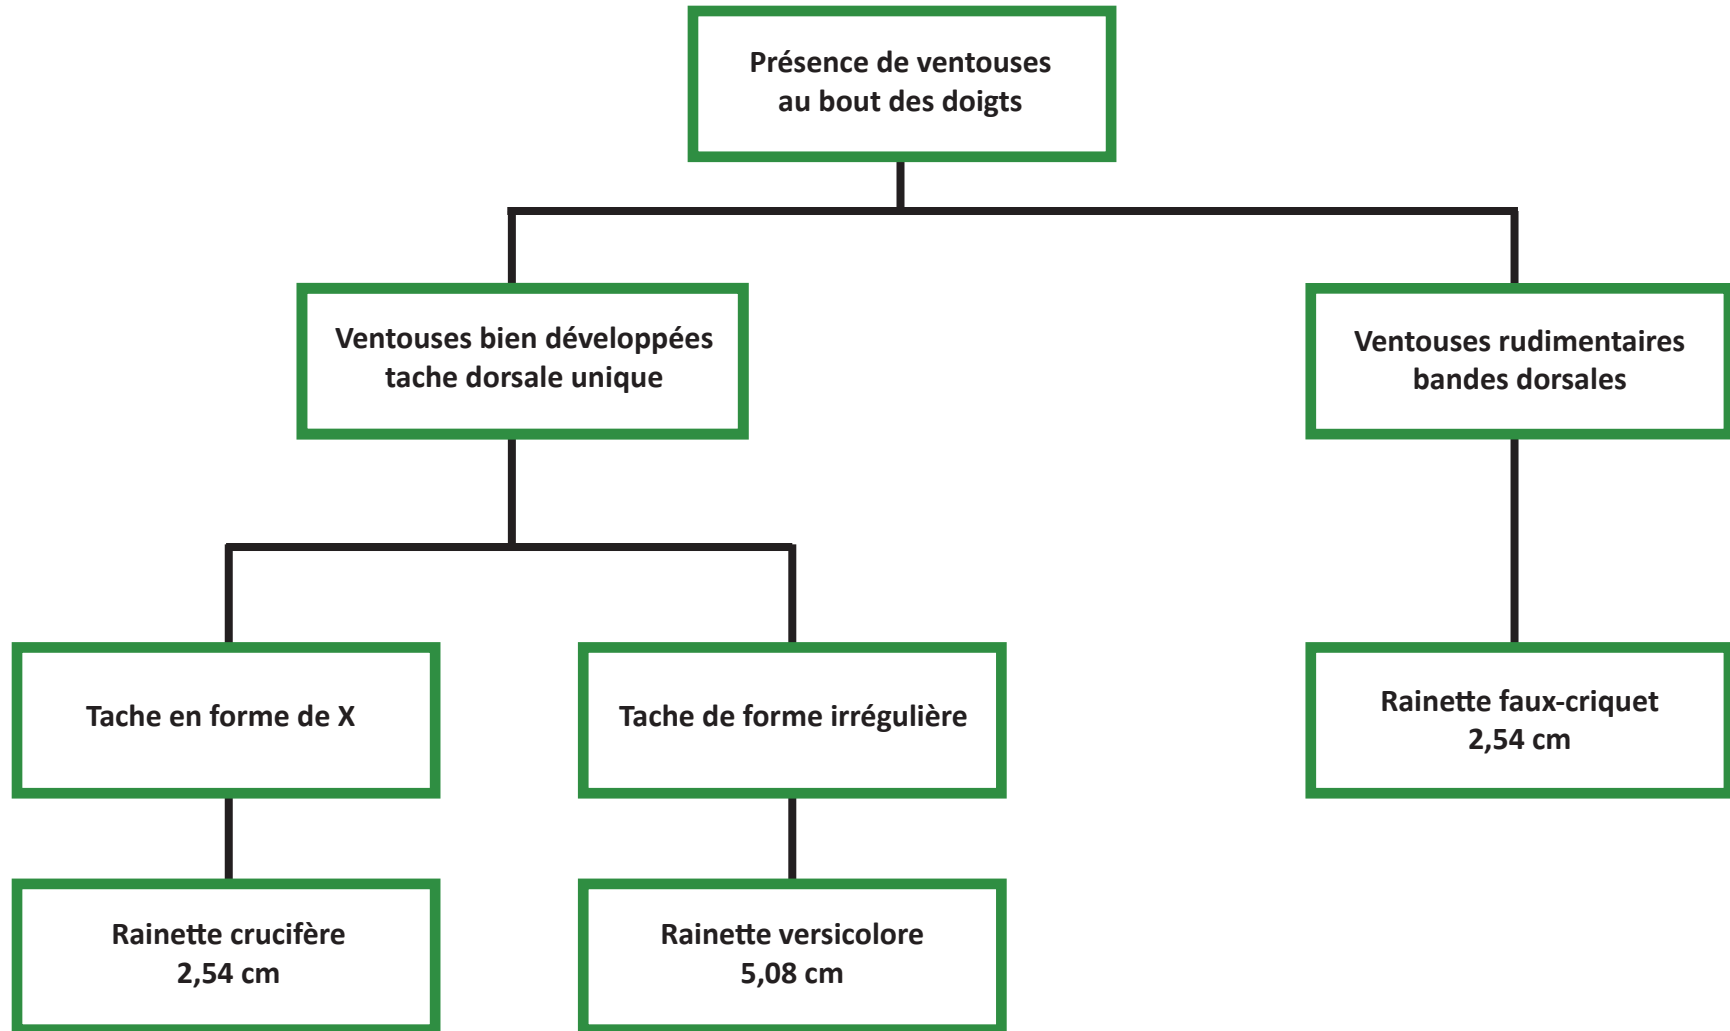 Présence de ventouses
au bout des doigts
Ventouses bien développées
tache dorsale unique
Ventouses rudimentaires
bandes dorsales
Tache en forme de X
Tache de forme irrégulière
Rainette faux-criquet
2,54 cm
Rainette crucifère
2,54 cm
Rainette versicolore
5,08 cm